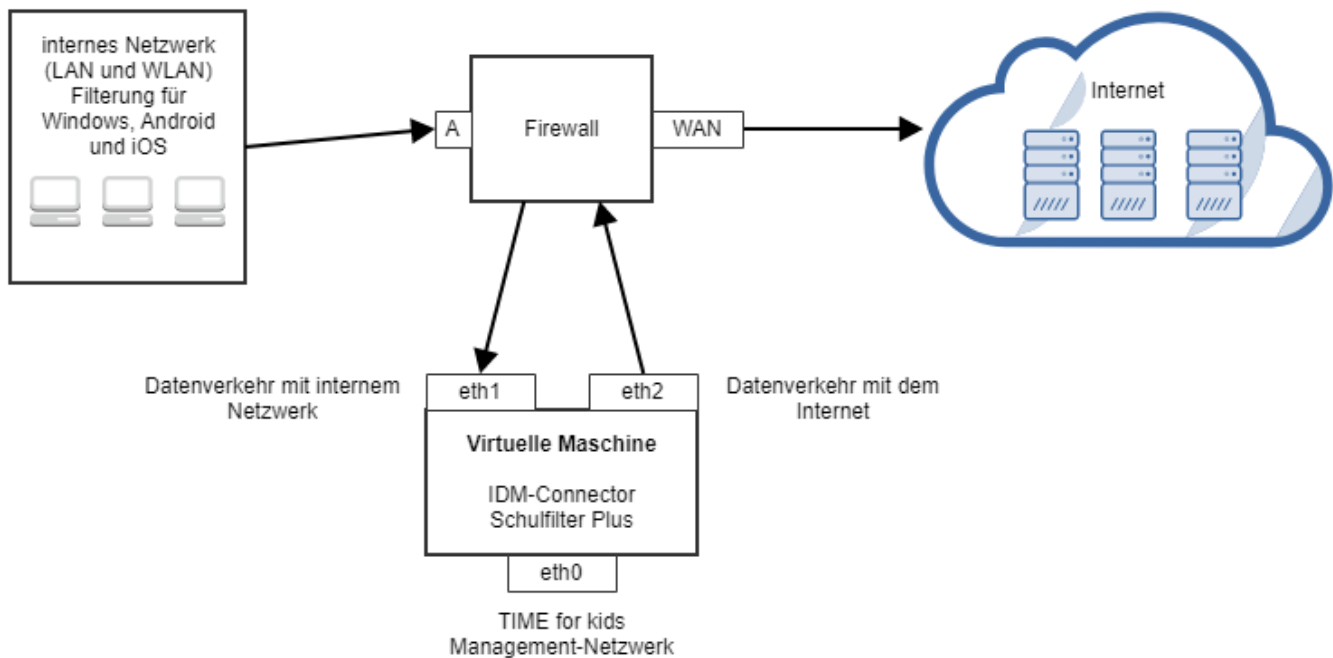 internes Netzwerk
(LAN und WLAN)
Filterung für
Windows, Android
und iOS
A
Firewall
WAN
Internet
Datenverkehr mit internem
Netzwerk
eth1
eth2
Datenverkehr mit dem
Internet
Virtuelle Maschine
IDM-Connector
Schulfilter Plus
eth0
TIME for kids
Management-Netzwerk